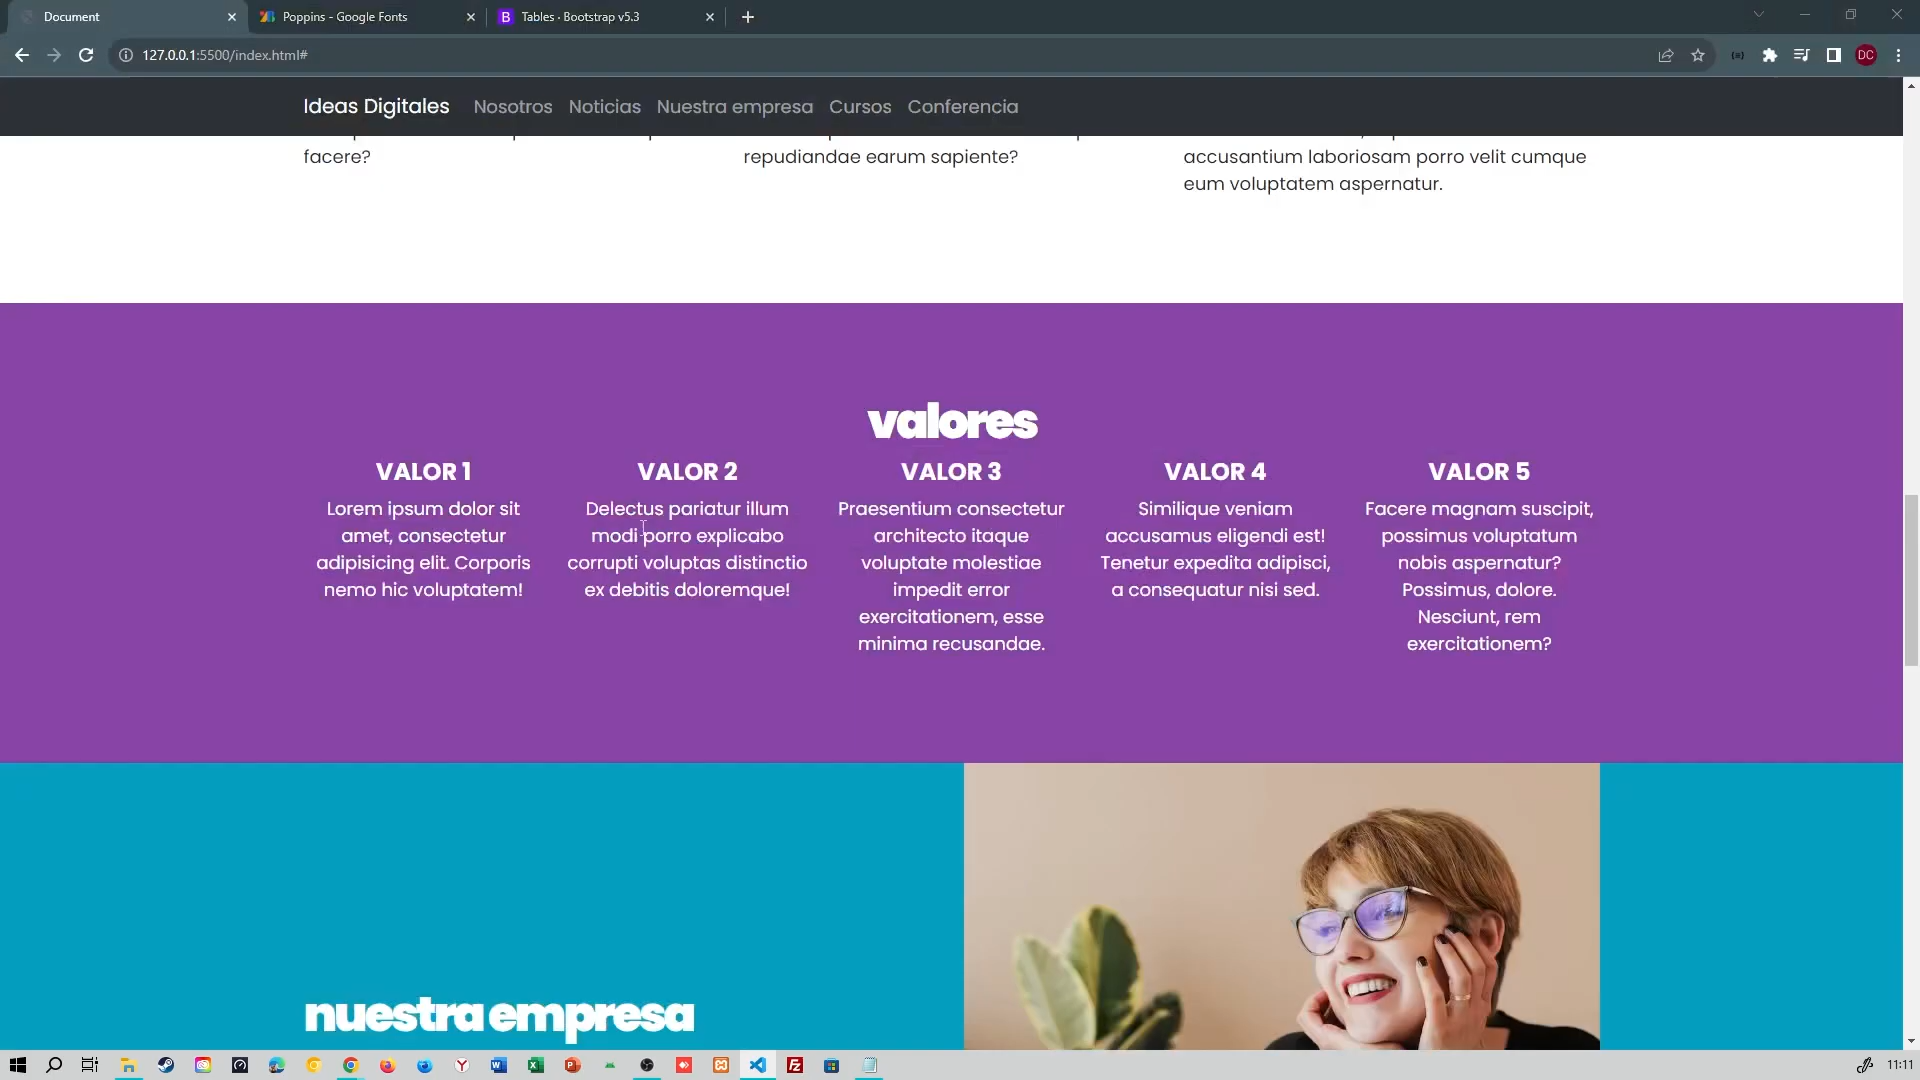 Document
Poppins - Google Fonts
B Tables · Bootstrap v5.3
127.0.0.1:5500/index.html#
DC
Ideas Digitales Nosotros Noticias Nuestra empresa Cursos Conferencia
facere?
repudiandae earum sapiente?
accusantium laboriosam porro velit cumque
eum voluptatem aspernatur.
valores
VALOR 1
Lorem ipsum dolor sit
amet, consectetur
adipisicing elit. Corporis
nemo hic voluptatem!
VALOR 2
Delectus pariatur illum
modi porro explicabo
corrupti voluptas distinctio
ex debitis doloremque!
VALOR 3
Praesentium consectetur
architecto itaque
voluptate molestiae
impedit error
exercitationem, esse
minima recusandae.
VALOR 4
Similique veniam
accusamus eligendi est!
Tenetur expedita adipisci,
a consequatur nisi sed.
VALOR 5
Facere magnam suscipit,
possimus voluptatum
nobis aspernatur?
Possimus, dolore.
Nesciunt, rem
exercitationem?
nuestra empresa
11:11